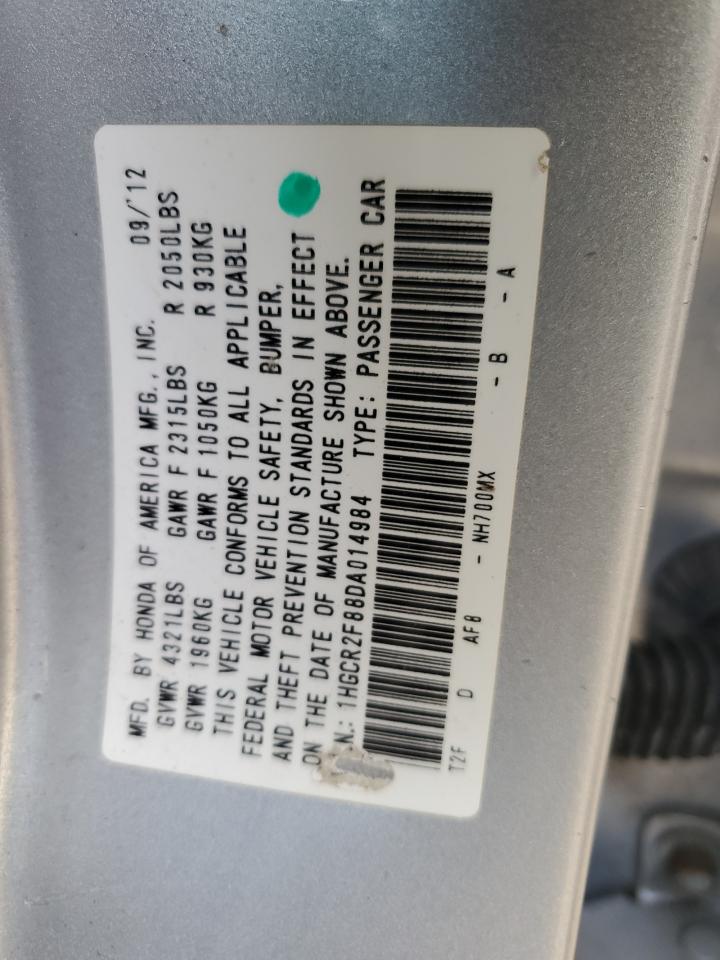 MFD. BY HONDA OF AMERICA MFG., INC. 09/'12
GVWR 4321LBS GAWR F 2315LBS R 2050LBS
GVWR 1960KG GAWR F 1050KG R 930KG
THIS VEHICLE CONFORMS TO ALL APPLICABLE
FEDERAL MOTOR VEHICLE SAFETY, BUMPER,
AND THEFT PREVENTION STANDARDS IN EFFECT
ON THE DATE OF MANUFACTURE SHOWN ABOVE.
.N.: 1HGCR2F88DA014984 TYPE: PASSENGER CAR
T2F D AF8 - NH700MX - B - A